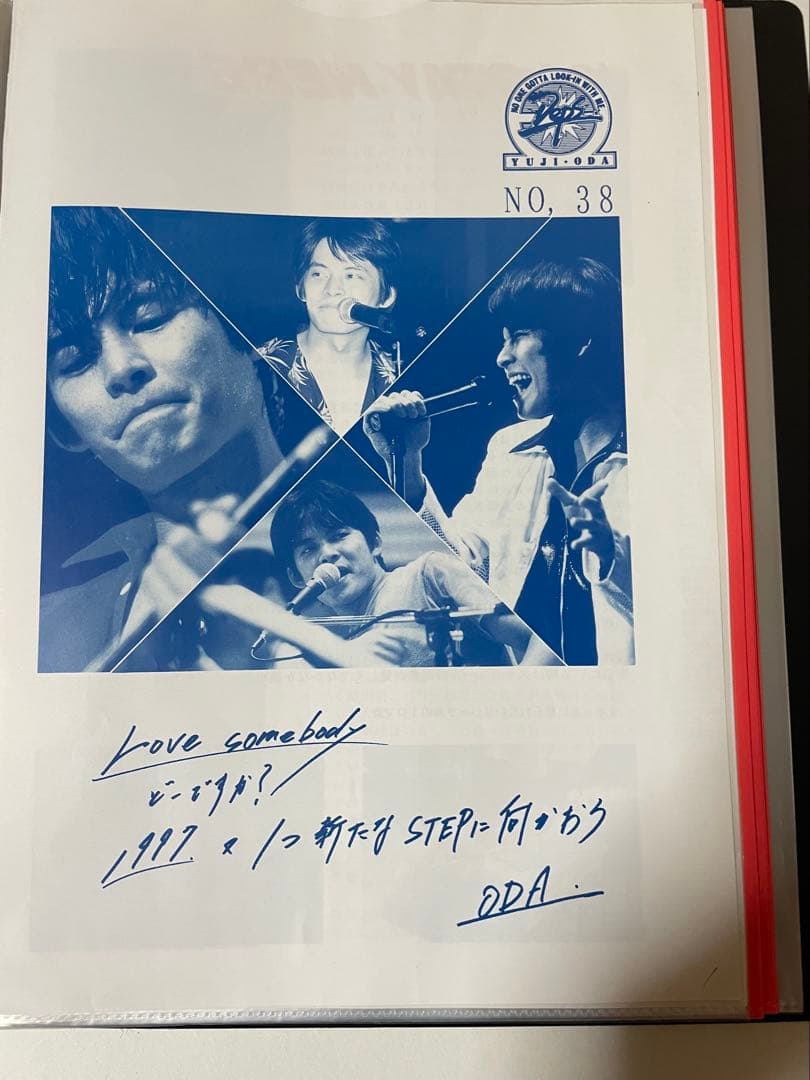 NO ONE GOTTA LOOK-IN WITH ME.
YUJI・ODA
NO, 38
Love somebody
どーですか?
1997. 又 1つ 新たな STEPに 向かおう
ODA.